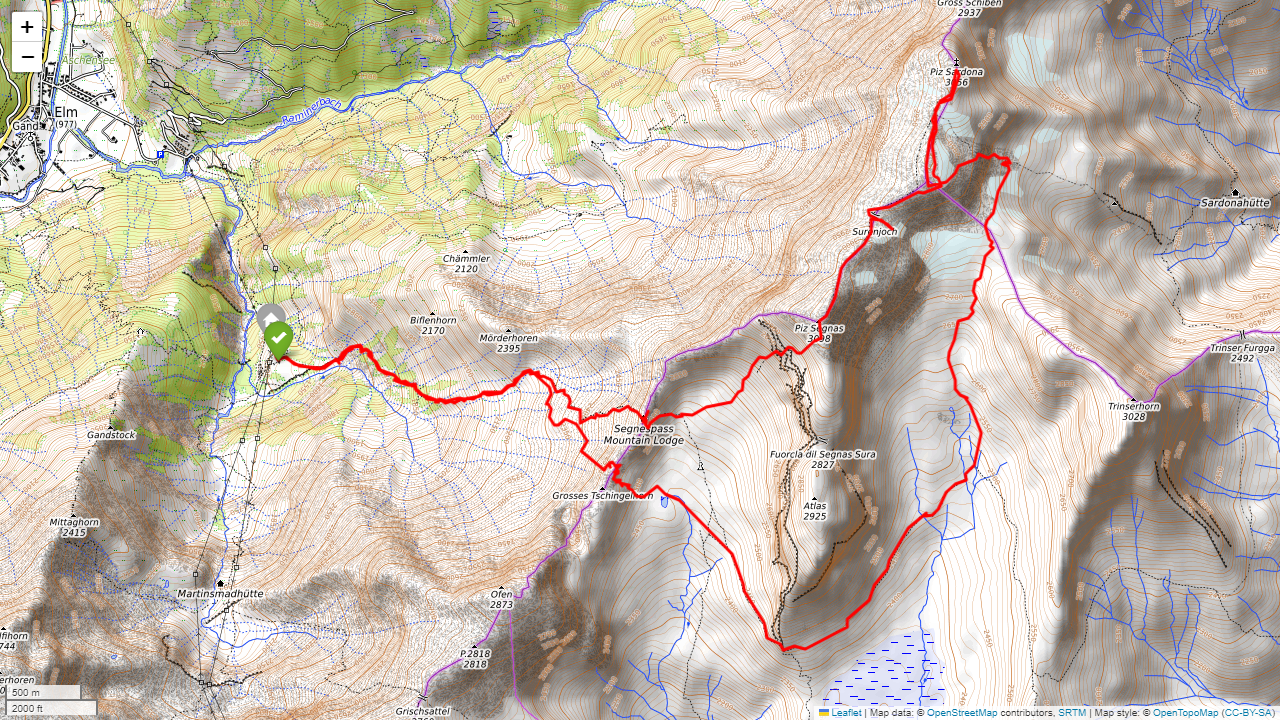 +
−
Gross Schiben
2937
Aschensee
Piz Sardona
3056
Elm
(977)
Gand
Raminerbach
Sardonahütte
Surenjoch
Chämmler
2120
Biflenhorn
2170
Mörderhoren
2395
Piz Segnas
3098
Trinser Furgga
2492
Trinserhorn
3028
Gandstock
Segnespass
Mountain Lodge
Fuorcla dil Segnas Sura
2827
Grosses Tschingelhorn
Atlas
2925
Mittaghorn
2415
Martinsmadhütte
Ofen
2873
P.2818
2818
Grischsattel
500 m
2000 ft
Leaflet | Map data: © OpenStreetMap contributors, SRTM | Map style: © OpenTopoMap (CC-BY-SA)